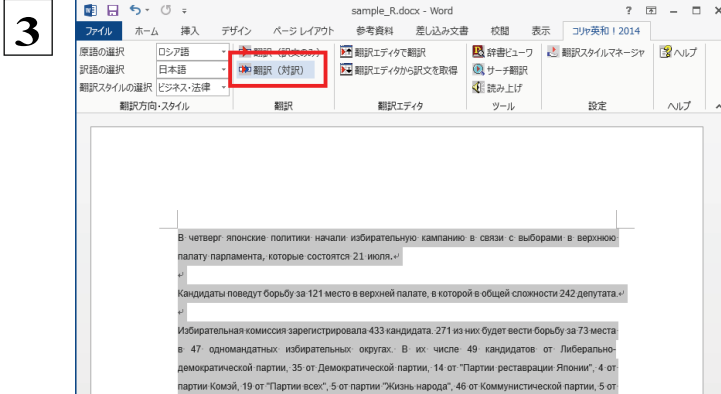 3
sample_R.docx - Word
ファイル ホーム 挿入 デザイン ページ レイアウト 参考資料 差し込み文書 校閲 表示 コリャ英和！2014
原語の選択 ロシア語 翻訳（訳文のみ） 翻訳エディタで翻訳 辞書ビューワ 翻訳スタイルマネージャ ヘルプ
訳語の選択 日本語 翻訳（対訳） 翻訳エディタから訳文を取得 サーチ翻訳
翻訳スタイルの選択 ビジネス・法律 読み上げ
翻訳方向・スタイル 翻訳 翻訳エディタ ツール 設定 ヘルプ
В четверг японские политики начали избирательную кампанию в связи с выборами в верхнюю
палату парламента, которые состоятся 21 июля.
Кандидаты поведут борьбу за 121 место в верхней палате, в которой в общей сложности 242 депутата.
Избирательная комиссия зарегистрировала 433 кандидата. 271 из них будет вести борьбу за 73 места
в 47 одномандатных избирательных округах. В их числе 49 кандидатов от Либерально-
демократической партии, 35 от Демократической партии, 14 от "Партии реставрации Японии", 4 от
партии Комэй, 19 от "Партии всех", 5 от партии "Жизнь народа", 46 от Коммунистической партии, 5 от